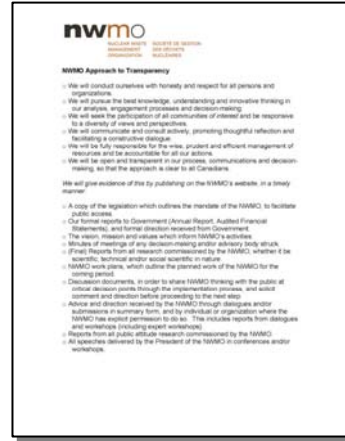 nwmo
NUCLEAR WASTE SOCIÉTÉ DE GESTION
MANAGEMENT DES DÉCHETS
ORGANIZATION NUCLÉAIRES
NWMO Approach to Transparency
○ We will conduct ourselves with honesty and respect for all persons and
organizations.
○ We will pursue the best knowledge, understanding and innovative thinking in
our analysis, engagement processes and decision-making.
○ We will seek the participation of all communities of interest and be responsive
to a diversity of views and perspectives.
○ We will communicate and consult actively, promoting thoughtful reflection and
facilitating a constructive dialogue.
○ We will be fully responsible for the wise, prudent and efficient management of
resources and be accountable for all our actions.
○ We will be open and transparent in our process, communications and decision-
making, so that the approach is clear to all Canadians.
We will give evidence of this by publishing on the NWMO's website, in a timely
manner
○ A copy of the legislation which outlines the mandate of the NWMO, to facilitate
public access.
○ Our formal reports to Government (Annual Report, Audited Financial
Statements), and formal direction received from Government
○ The vision, mission and values which inform NWMO's activities.
○ Minutes of meetings of any decision-making and/or advisory body struck
○ (Final) Reports from all research commissioned by the NWMO, whether it be
scientific, technical and/or social scientific in nature
○ NWMO work plans, which outline the planned work of the NWMO for the
coming period.
○ Discussion documents, in order to share NWMO thinking with the public at
critical decision points through the implementation process, and solicit
comment and direction before proceeding to the next step
○ Advice and direction received by the NWMO through dialogues and/or
submissions in summary form, and by individual or organization where the
NWMO has explicit permission to do so. This includes reports from dialogues
and workshops (including expert workshops)
○ Reports from all public attitude research commissioned by the NWMO.
○ All speeches delivered by the President of the NWMO in conferences and/or
workshops.